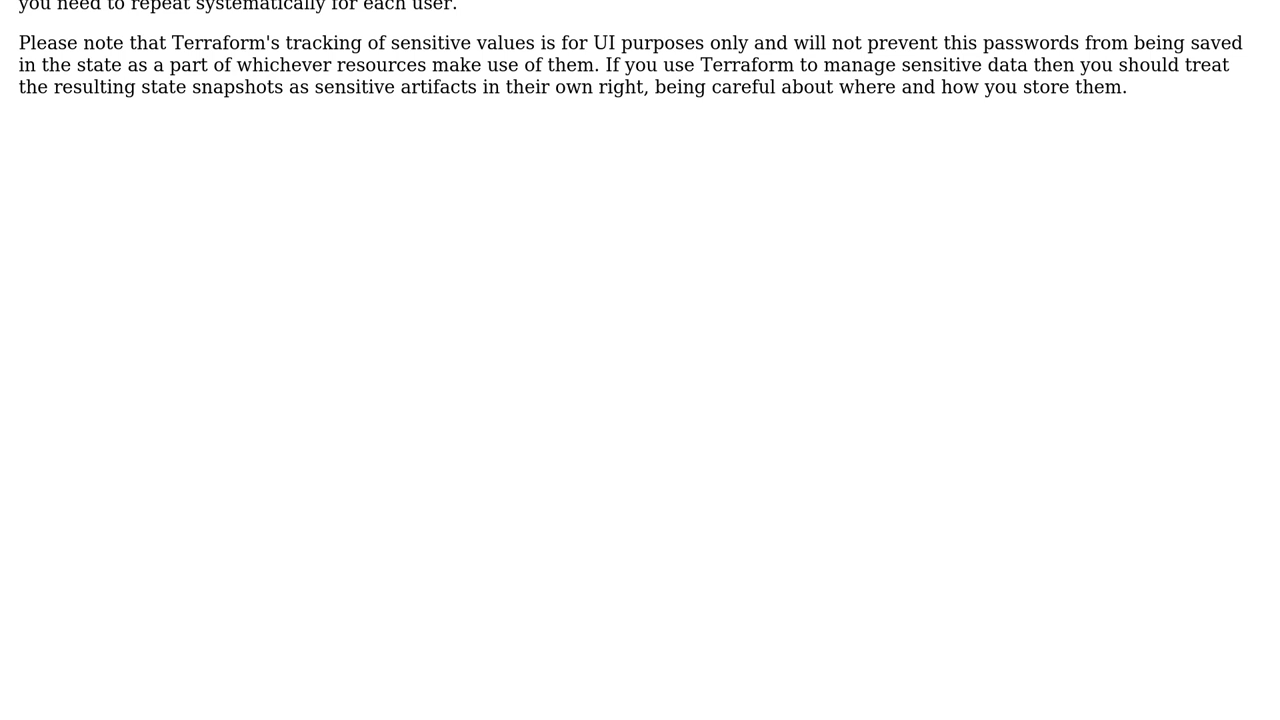 you need to repeat systematically for each user.
Please note that Terraform's tracking of sensitive values is for UI purposes only and will not prevent this passwords from being saved
in the state as a part of whichever resources make use of them. If you use Terraform to manage sensitive data then you should treat
the resulting state snapshots as sensitive artifacts in their own right, being careful about where and how you store them.